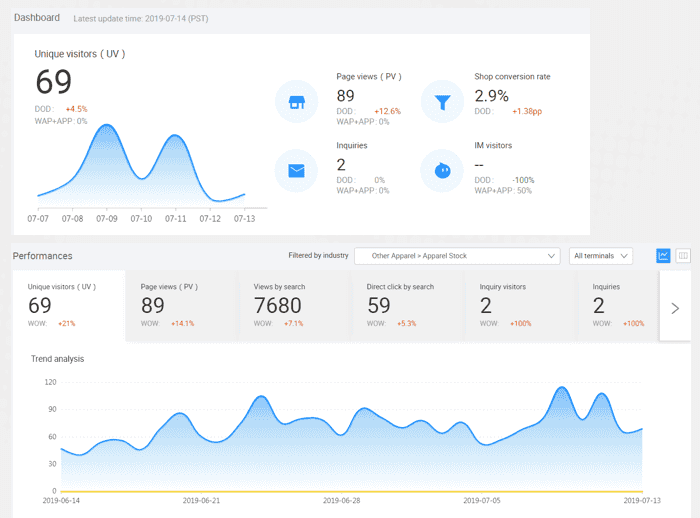 Dashboard Latest update time: 2019-07-14 (PST)
Unique visitors ( UV )
69
DOD : +4.5%
WAP+APP : 0%
07-07 07-08 07-09 07-10 07-11 07-12 07-13
Page views ( PV )
89
DOD : +12.6%
WAP+APP : 0%
Shop conversion rate
2.9%
DOD : +1.38pp
Inquiries
2
DOD : 0%
WAP+APP : 0%
IM visitors
--
DOD : -100%
WAP+APP : 50%
Performances Filtered by industry Other Apparel > Apparel Stock All terminals
Unique visitors ( UV )
69
WOW: +21%
Page views ( PV )
89
WOW: +14.1%
Views by search
7680
WOW: +7.1%
Direct click by search
59
WOW: +5.3%
Inquiry visitors
2
WOW: +100%
Inquiries
2
WOW: +100%
Trend analysis
120
90
60
30
0
2019-06-14 2019-06-21 2019-06-28 2019-07-05 2019-07-13